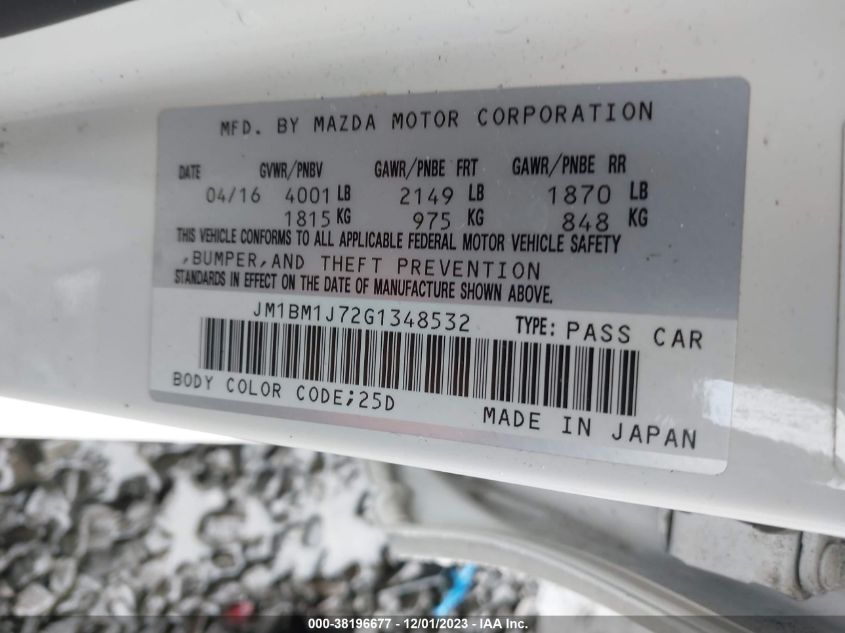 MFD. BY MAZDA MOTOR CORPORATION
DATE GVWR/PNBV GAWR/PNBE FRT GAWR/PNBE RR
04/16 4001 LB 2149 LB 1870 LB
1815 KG 975 KG 848 KG
THIS VEHICLE CONFORMS TO ALL APPLICABLE FEDERAL MOTOR VEHICLE SAFETY
,BUMPER,AND THEFT PREVENTION
STANDARDS IN EFFECT ON THE DATE OF MANUFACTURE SHOWN ABOVE.
JM1BM1J72G1348532 TYPE: PASS CAR
BODY COLOR CODE;25D
MADE IN JAPAN
000-38196677 - 12/01/2023 - IAA Inc.